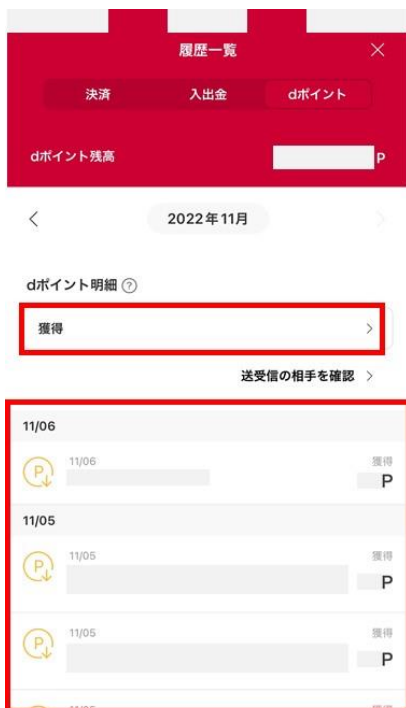 履歴一覧
決済 入出金 dポイント
dポイント残高 P
2022年11月
dポイント明細 ?
獲得
送受信の相手を確認
11/06
11/06 獲得
P
11/05
11/05 獲得
P
11/05 獲得
P